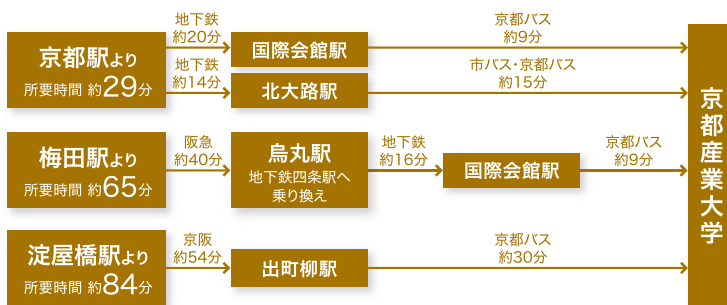 京都駅より
所要時間 約29分
地下鉄
約20分
国際会館駅
京都バス
約9分
地下鉄
約14分
北大路駅
市バス・京都バス
約15分
梅田駅より
所要時間 約65分
阪急
約40分
烏丸駅
地下鉄四条駅へ
乗り換え
地下鉄
約16分
国際会館駅
京都バス
約9分
淀屋橋駅より
所要時間 約84分
京阪
約54分
出町柳駅
京都バス
約30分
京都産業大学